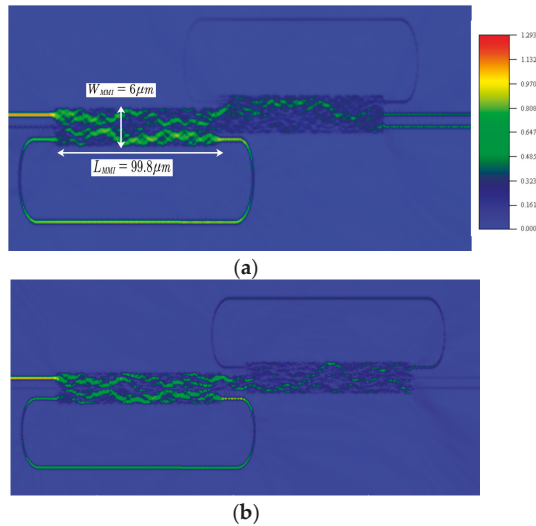 1.293
1.132
0.970
0.808
0.647
0.485
0.323
0.161
0.000
W_MMI = 6μm
L_MMI = 99.8μm
(a)
(b)